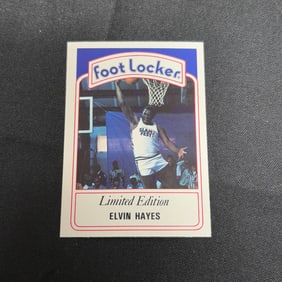 Foot Locker
Limited Edition
ELVIN HAYES